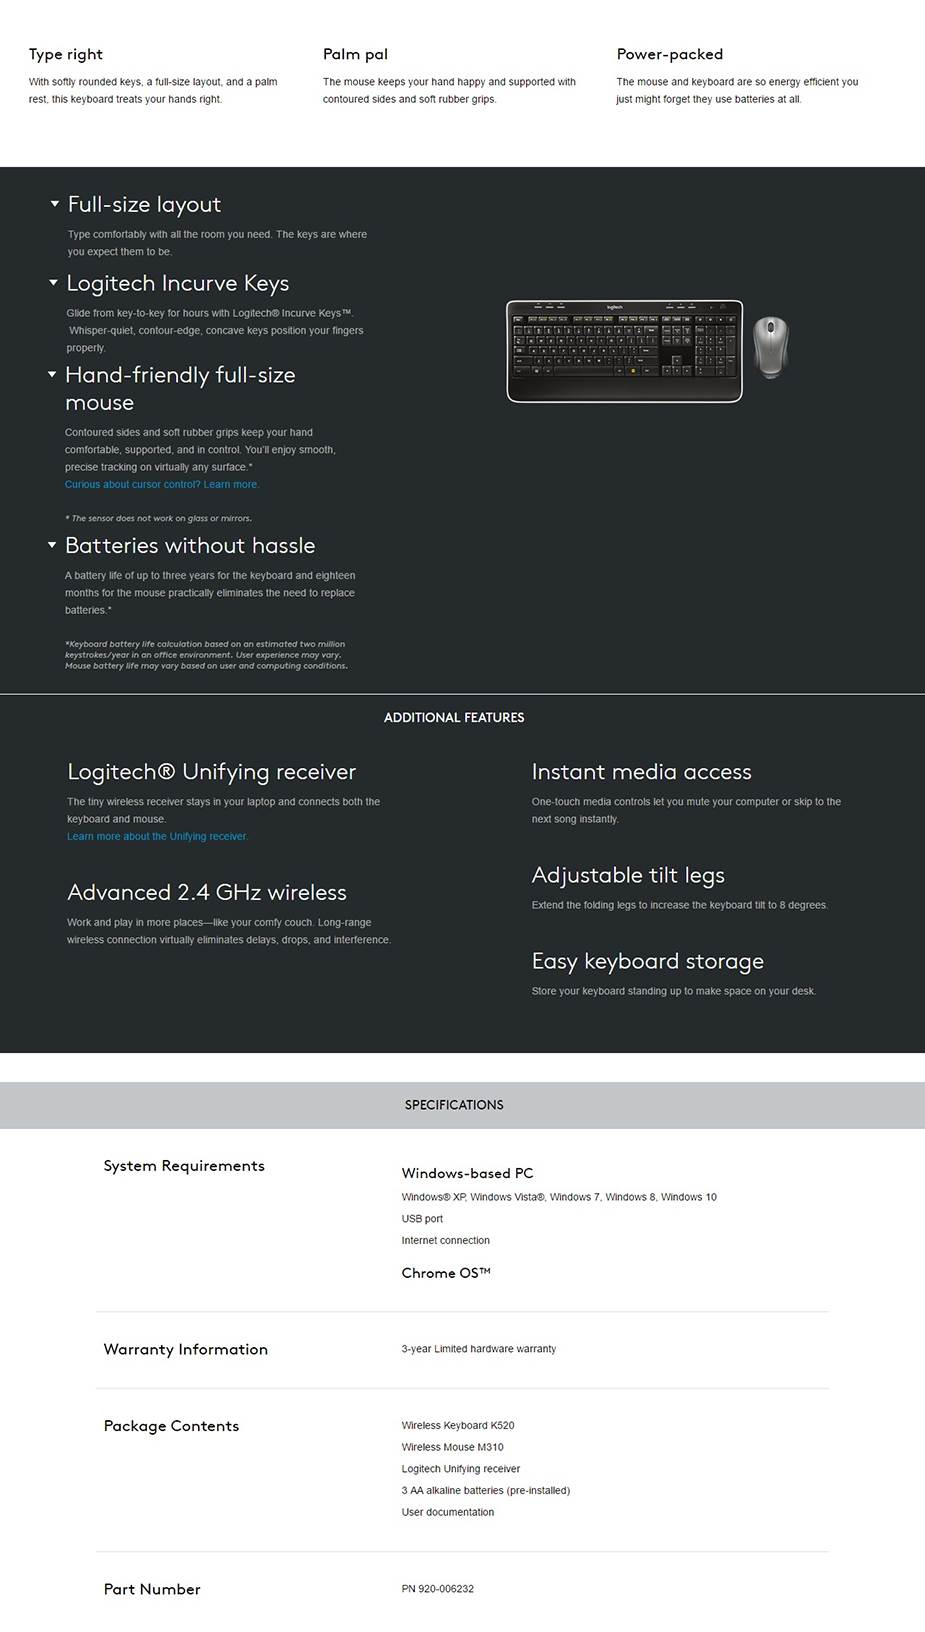 Type right
With softly rounded keys, a full-size layout, and a palm
rest, this keyboard treats your hands right.
Palm pal
The mouse keeps your hand happy and supported with
contoured sides and soft rubber grips.
Power-packed
The mouse and keyboard are so energy efficient you
just might forget they use batteries at all.
Full-size layout
Type comfortably with all the room you need. The keys are where
you expect them to be.
Logitech Incurve Keys
Glide from key-to-key for hours with Logitech® Incurve Keys™.
Whisper-quiet, contour-edge, concave keys position your fingers
properly.
Hand-friendly full-size
mouse
Contoured sides and soft rubber grips keep your hand
comfortable, supported, and in control. You'll enjoy smooth,
precise tracking on virtually any surface.*
Curious about cursor control? Learn more.
* The sensor does not work on glass or mirrors.
Batteries without hassle
A battery life of up to three years for the keyboard and eighteen
months for the mouse practically eliminates the need to replace
batteries.*
*Keyboard battery life calculation based on an estimated two million
keystrokes/year in an office environment. User experience may vary.
Mouse battery life may vary based on user and computing conditions.
logitech
ADDITIONAL FEATURES
Logitech® Unifying receiver
The tiny wireless receiver stays in your laptop and connects both the
keyboard and mouse.
Learn more about the Unifying receiver.
Advanced 2.4 GHz wireless
Work and play in more places—like your comfy couch. Long-range
wireless connection virtually eliminates delays, drops, and interference.
Instant media access
One-touch media controls let you mute your computer or skip to the
next song instantly.
Adjustable tilt legs
Extend the folding legs to increase the keyboard tilt to 8 degrees.
Easy keyboard storage
Store your keyboard standing up to make space on your desk.
SPECIFICATIONS
System Requirements
Windows-based PC
Windows® XP, Windows Vista®, Windows 7, Windows 8, Windows 10
USB port
Internet connection
Chrome OS™
Warranty Information
3-year Limited hardware warranty
Package Contents
Wireless Keyboard K520
Wireless Mouse M310
Logitech Unifying receiver
3 AA alkaline batteries (pre-installed)
User documentation
Part Number
PN 920-006232